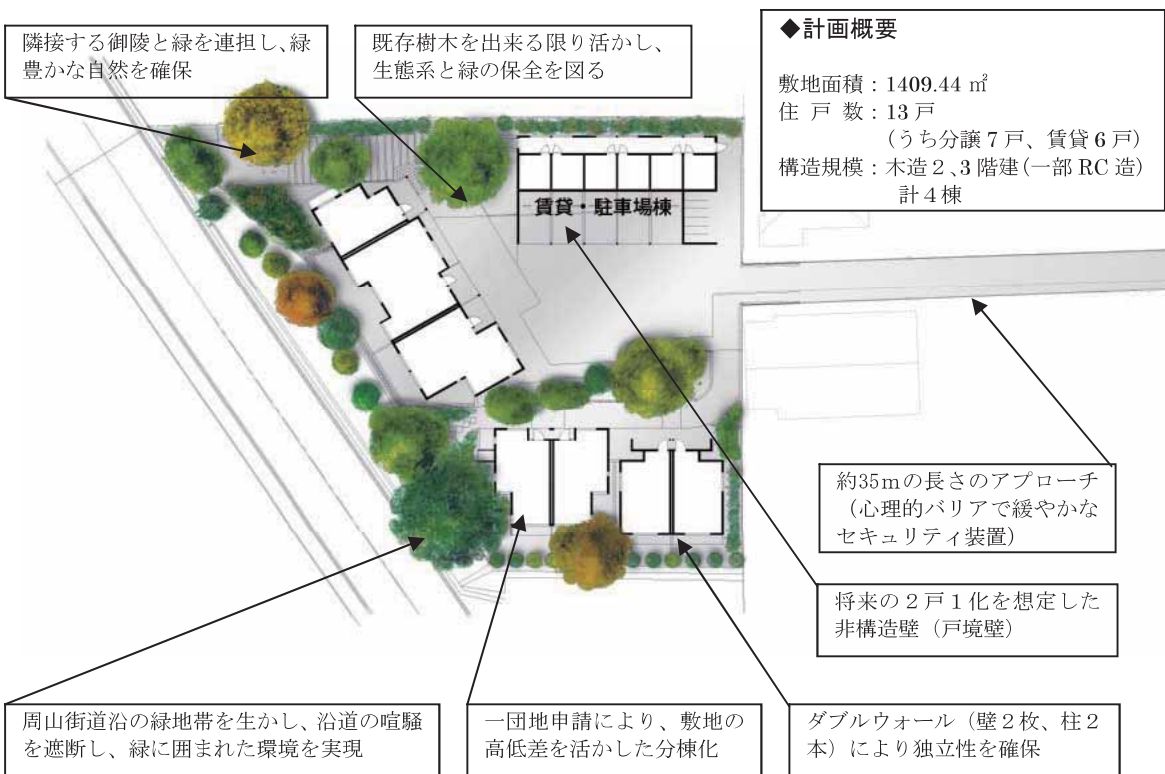 隣接する御陵と緑を連担し、緑
豊かな自然を確保
既存樹木を出来る限り活かし、
生態系と緑の保全を図る
◆計画概要
敷地面積：1409.44 ㎡
住 戸 数：13 戸
（うち分譲 7 戸、賃貸 6 戸）
構造規模：木造２､３階建(一部 RC 造)
計４棟
賃貸・駐車場棟
約35ｍの長さのアプローチ
（心理的バリアで緩やかな
セキュリティ装置）
将来の２戸１化を想定した
非構造壁（戸境壁）
周山街道沿の緑地帯を生かし、沿道の喧騒
を遮断し、緑に囲まれた環境を実現
一団地申請により、敷地の
高低差を活かした分棟化
ダブルウォール（壁２枚、柱２
本）により独立性を確保